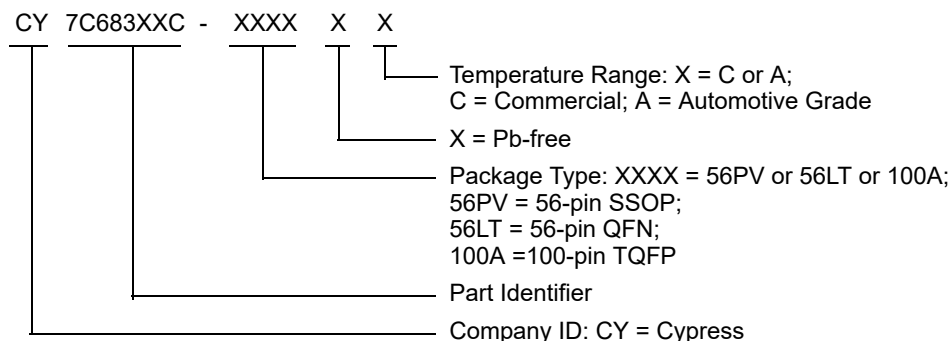 CY 7C683XXC - XXXX X X
Temperature Range: X = C or A;
C = Commercial; A = Automotive Grade
X = Pb-free
Package Type: XXXX = 56PV or 56LT or 100A;
56PV = 56-pin SSOP;
56LT = 56-pin QFN;
100A =100-pin TQFP
Part Identifier
Company ID: CY = Cypress